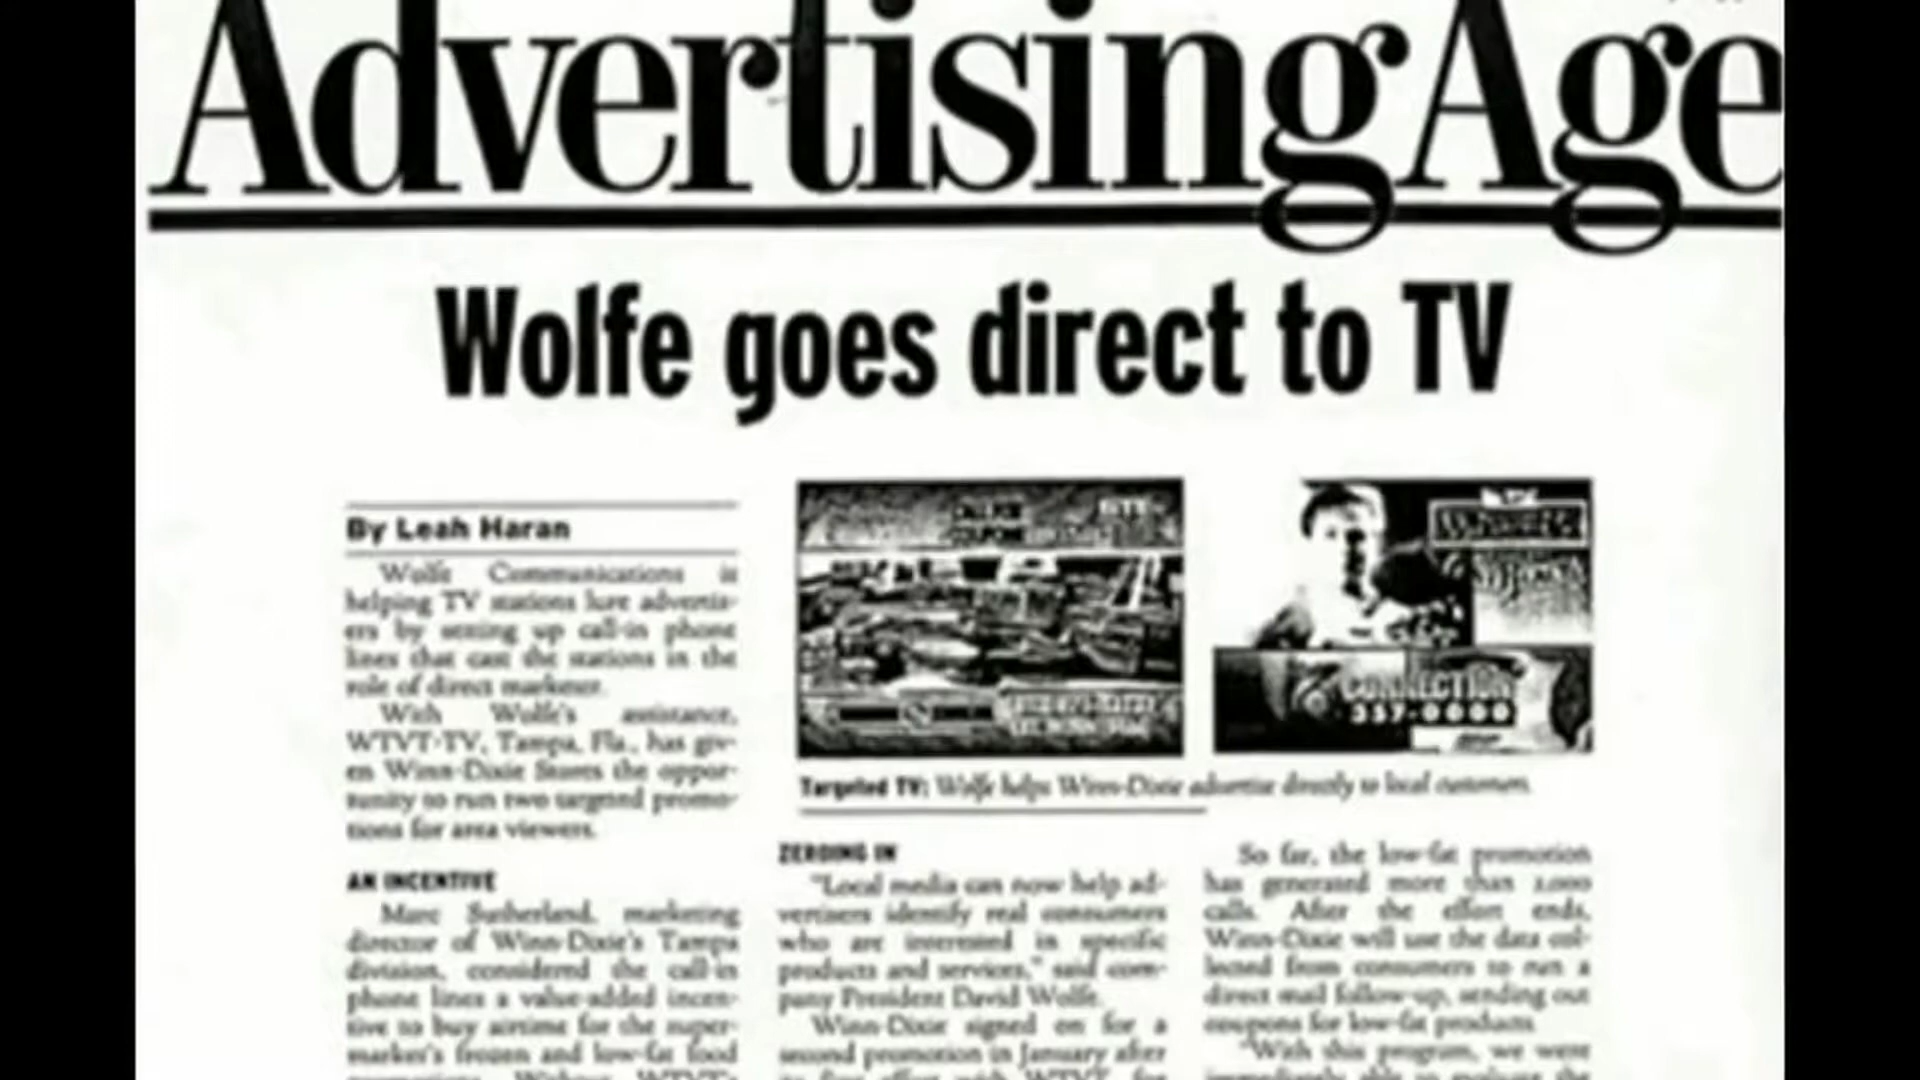 Advertising Age
Wolfe goes direct to TV
By Leah Haran
Wolfe Communications is
helping TV stations lure advertis-
ers by setting up call-in phone
lines that cast the stations in the
role of direct marketer.
With Wolfe's assistance,
WTVT-TV, Tampa, Fla., has giv-
en Winn-Dixie Stores the oppor-
tunity to run two targeted promo-
tions for area viewers.
AN INCENTIVE
Marc Sutherland, marketing
director of Winn-Dixie's Tampa
division, considered the call-in
phone lines a value-added incen-
tive to buy airtime for the super-
market's frozen and low-fat food
CALL FOR
COUPONS
CONNECTION
357-0000
Targeted TV: Wolfe helps Winn-Dixie advertise directly to local customers.
ZEROING IN
"Local media can now help ad-
vertisers identify real consumers
who are interested in specific
products and services," said com-
pany President David Wolfe.
Winn-Dixie signed on for a
second promotion in January after
So far, the low-fat promotion
has generated more than 2,000
calls. After the effort ends,
Winn-Dixie will use the data col-
lected from consumers to run a
direct mail follow-up, sending out
coupons for low-fat products.
"With this program, we were